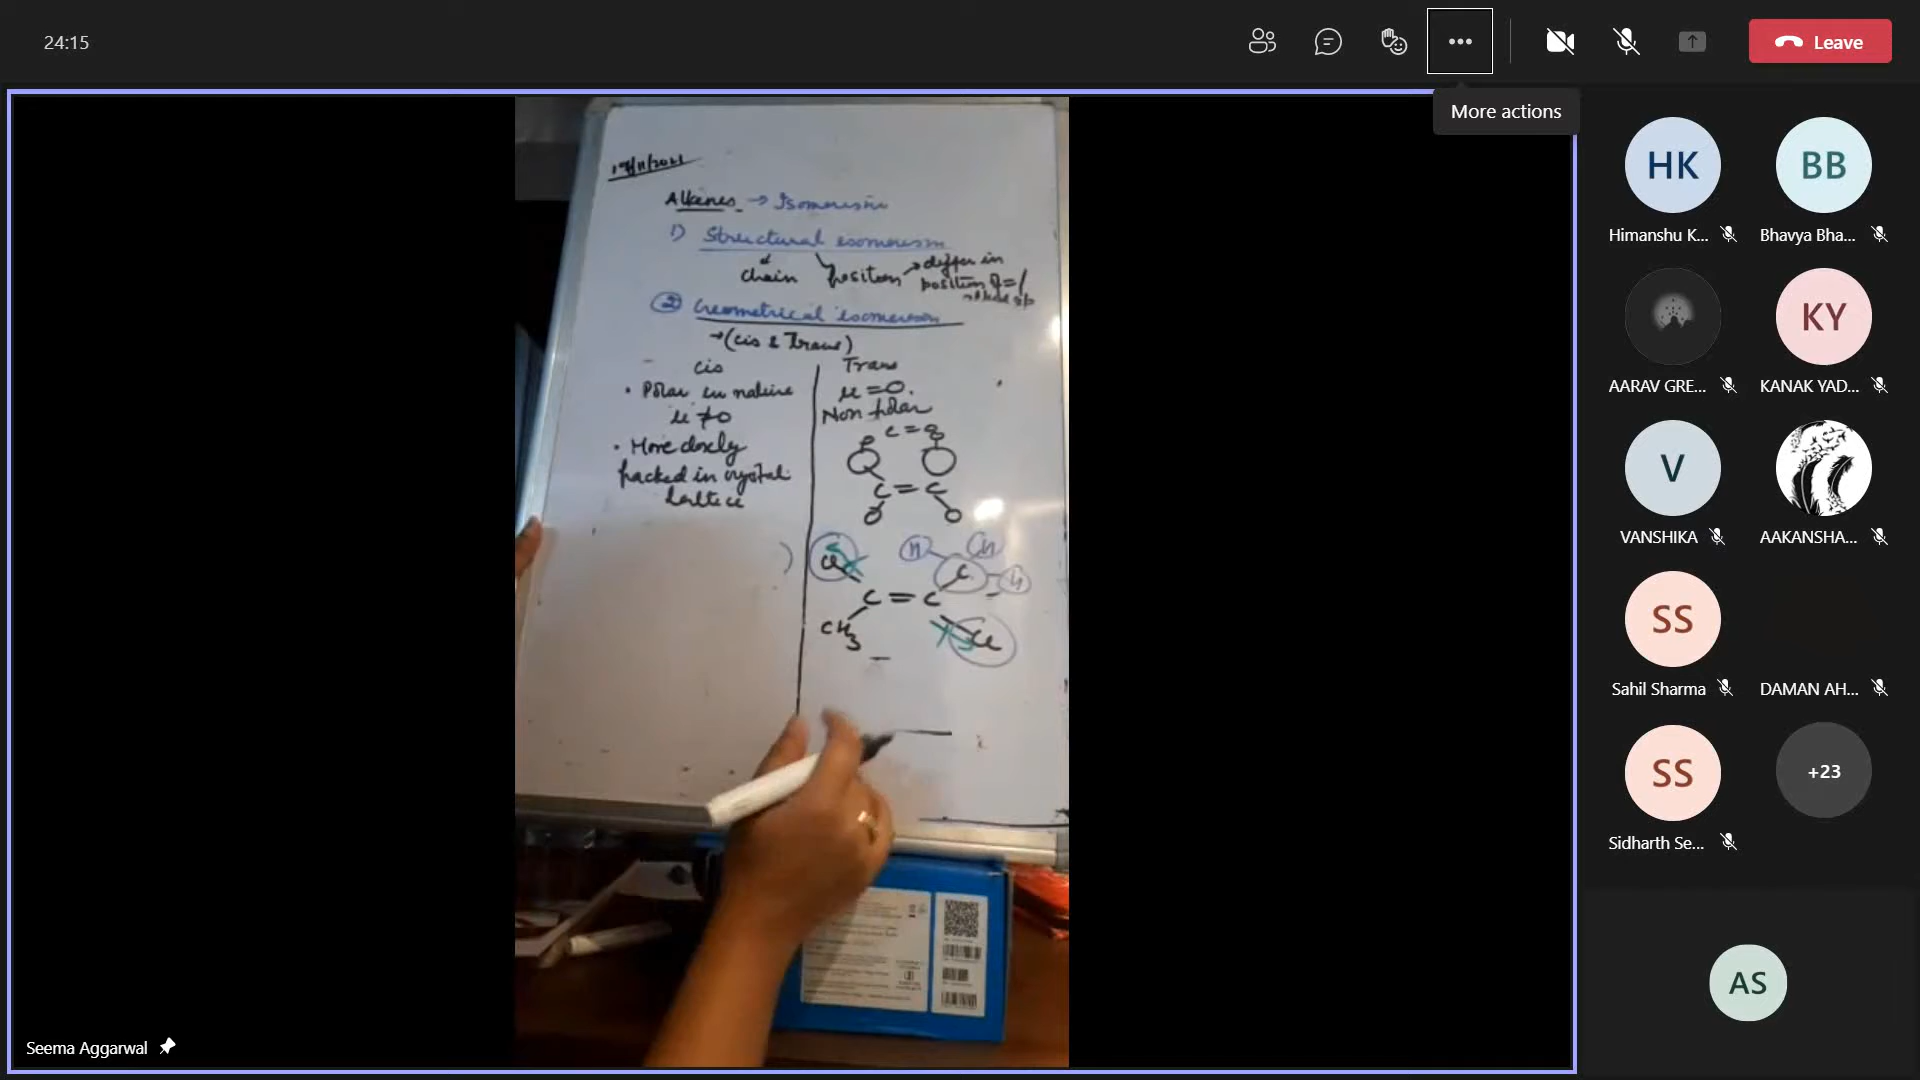 24:15
Leave
More actions
Alkenes → Isomerism
1) Structural isomerism
chain
Position → differ in
position of =/
② Geometrical isomerism
→ (cis & Trans)
cis
Trans
• Polar in nature
μ ≠ 0
• More closely
packed in crystal
lattice
μ = 0.
Non polar
C = C
Cl
H
H
C
H
C = C
CH3
Cl
HK
BB
Himanshu K...
Bhavya Bha...
KY
AARAV GRE...
KANAK YAD...
V
VANSHIKA
AAKANSHA...
SS
Sahil Sharma
DAMAN AH...
SS
+23
Sidharth Se...
AS
Seema Aggarwal